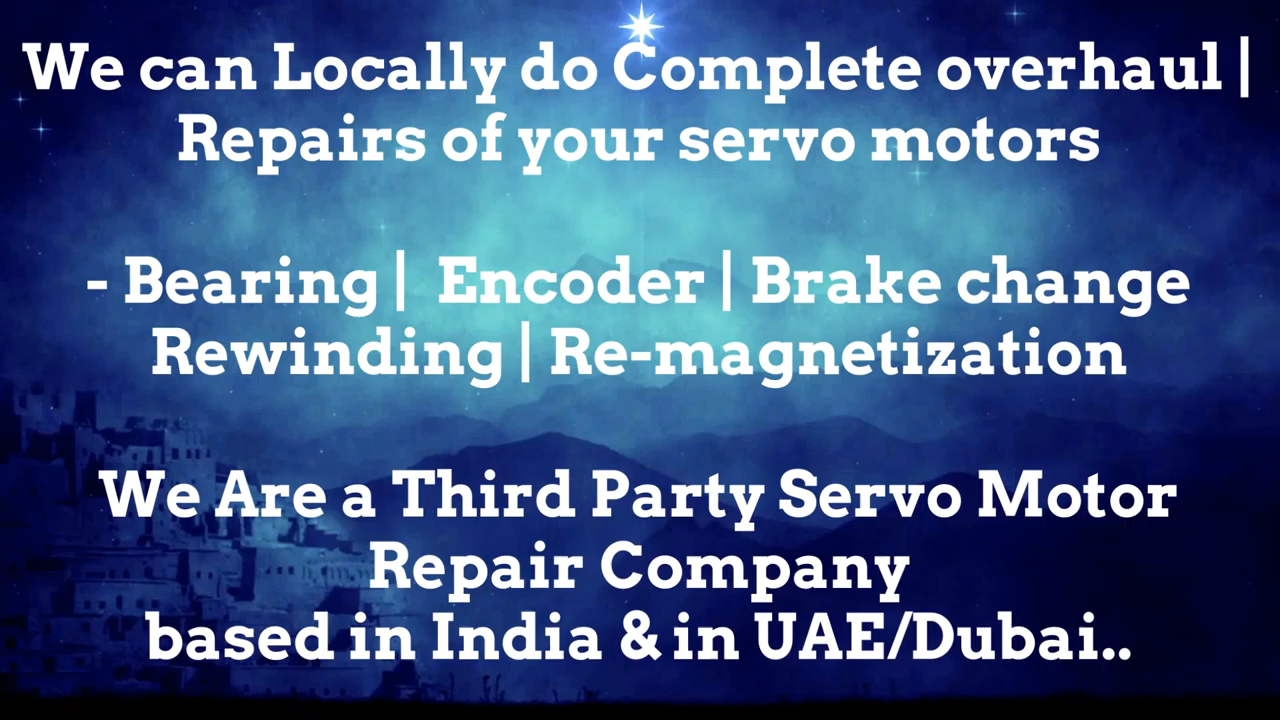 We can Locally do Complete overhaul |
Repairs of your servo motors
- Bearing | Encoder | Brake change
Rewinding | Re-magnetization
We Are a Third Party Servo Motor
Repair Company
based in India & in UAE/Dubai..